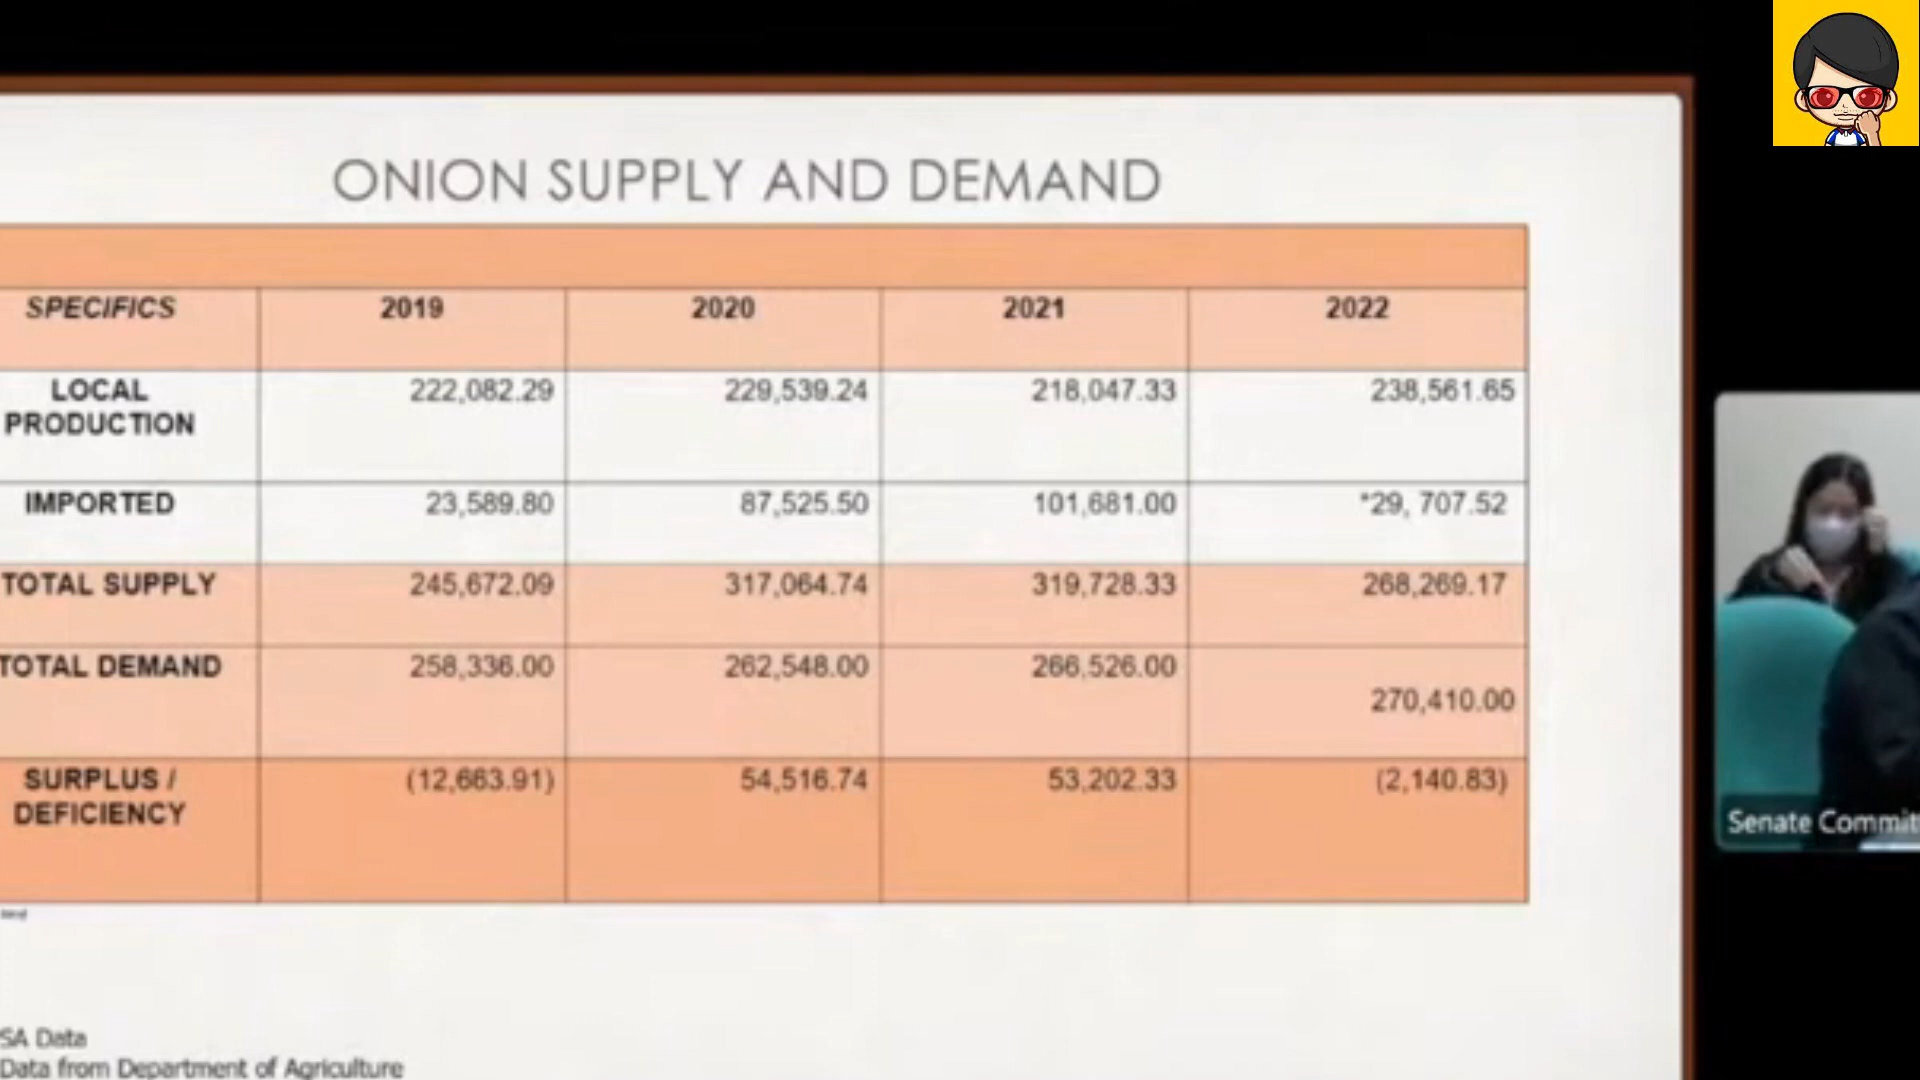 ONION SUPPLY AND DEMAND
SPECIFICS 2019 2020 2021 2022
LOCAL PRODUCTION 222,082.29 229,539.24 218,047.33 238,561.65
IMPORTED 23,589.80 87,525.50 101,681.00 *29, 707.52
TOTAL SUPPLY 245,672.09 317,064.74 319,728.33 268,269.17
TOTAL DEMAND 258,336.00 262,548.00 266,526.00 270,410.00
SURPLUS / DEFICIENCY (12,663.91) 54,516.74 53,202.33 (2,140.83)
SA Data
Data from Department of Agriculture
Senate Commit